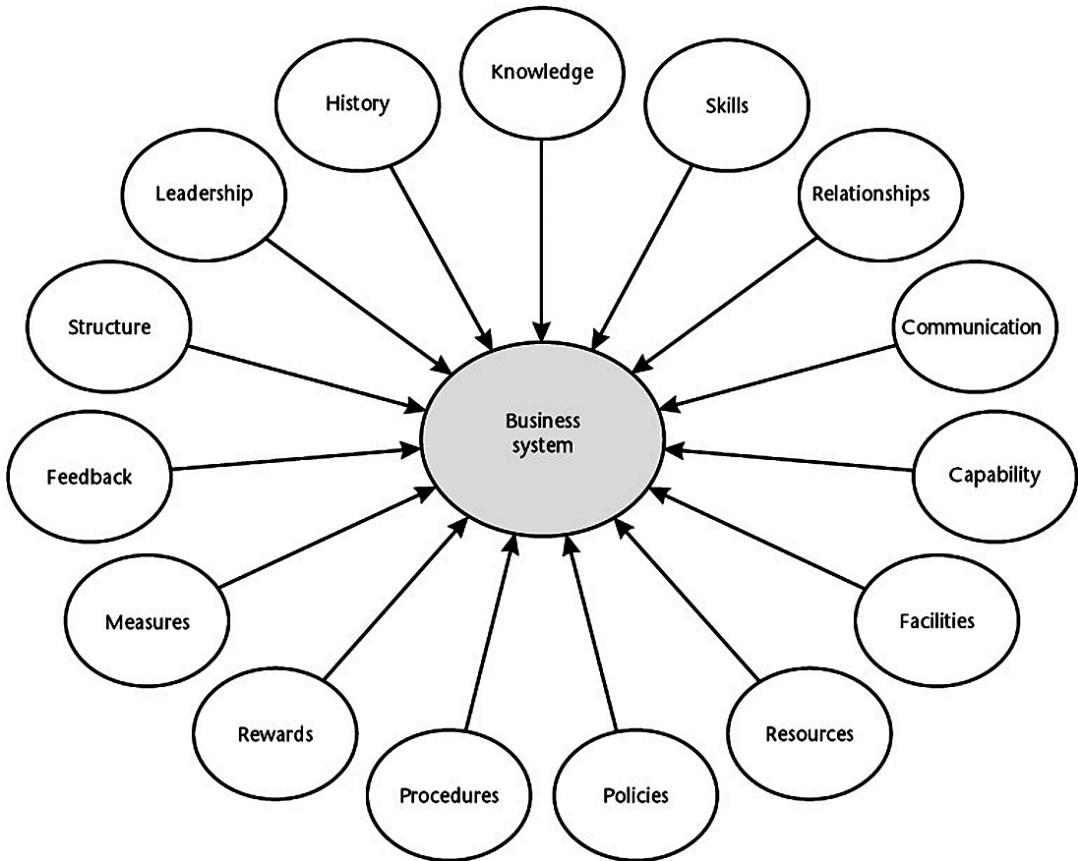 Knowledge
History
Skills
Leadership
Relationships
Structure
Communication
Business
system
Feedback
Capability
Measures
Facilities
Rewards
Resources
Procedures
Policies